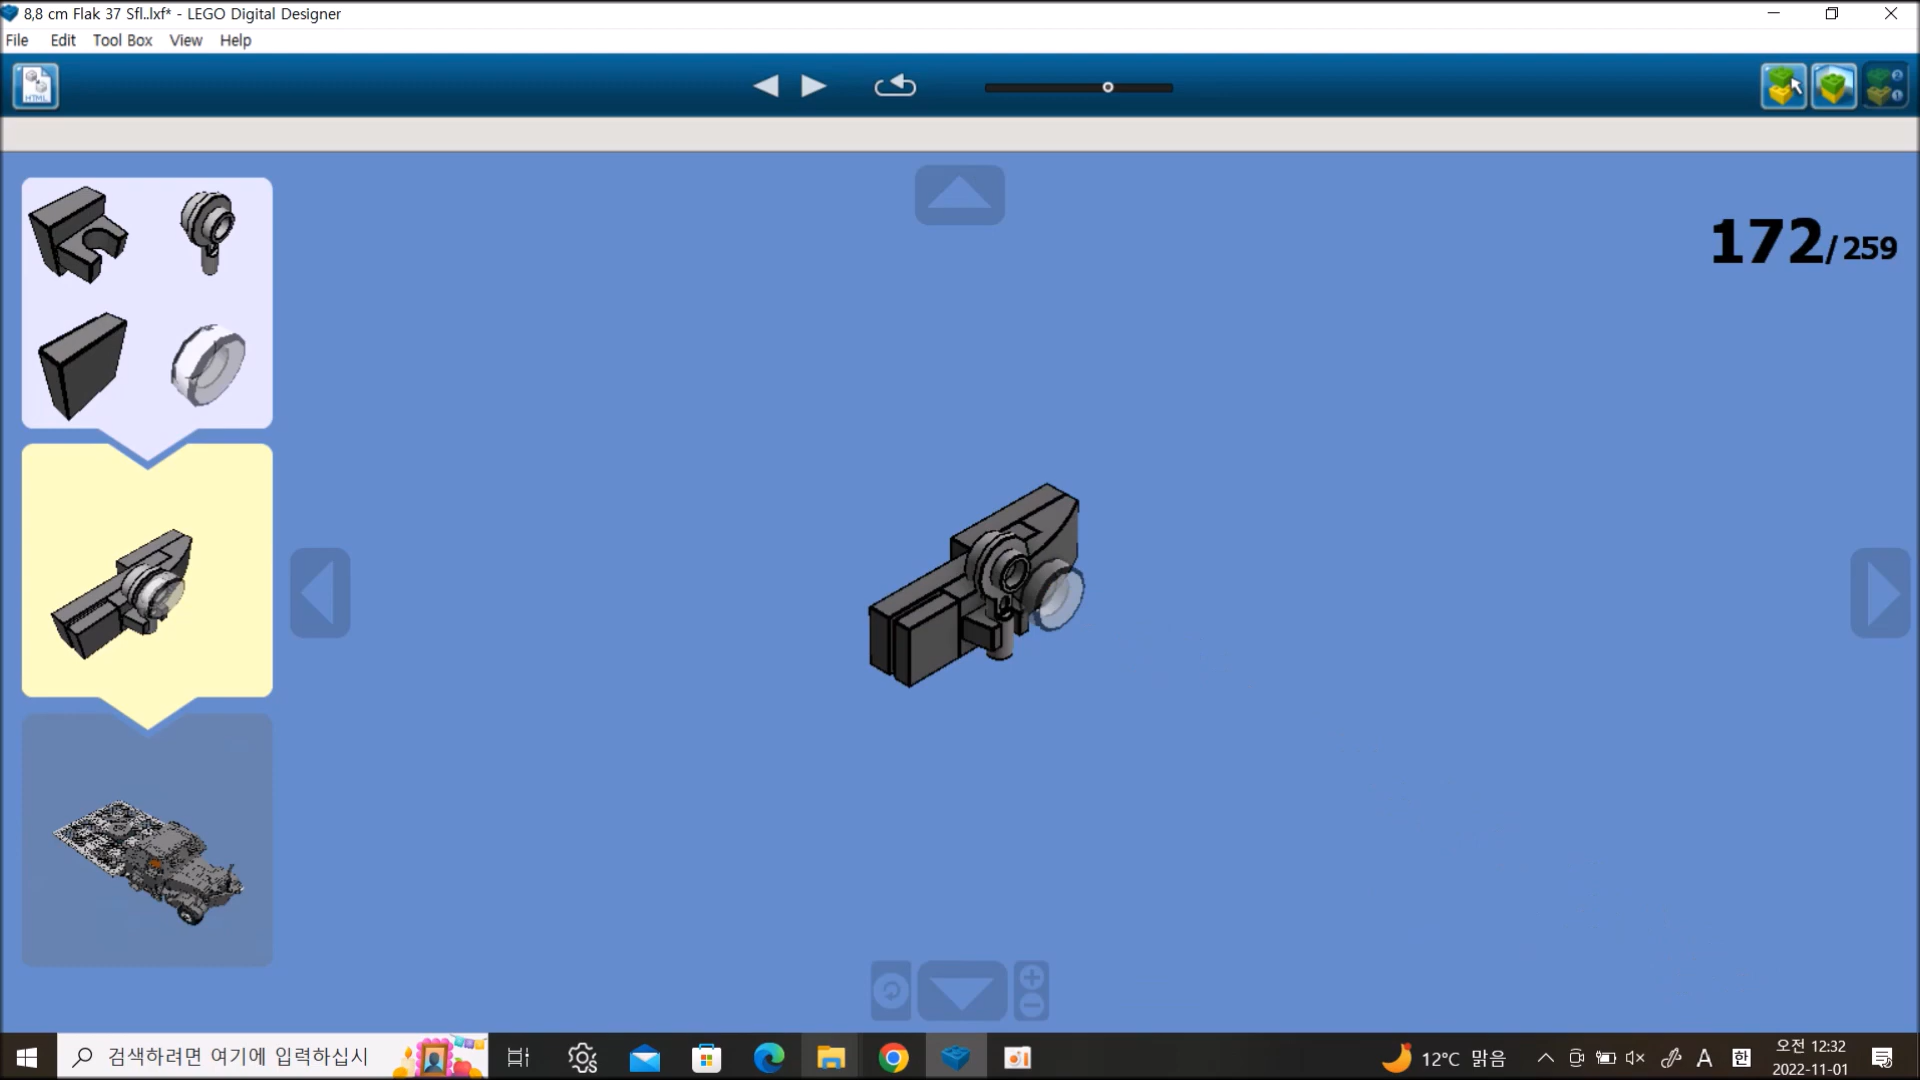 8,8 cm Flak 37 Sfl..lxf* - LEGO Digital Designer
File Edit Tool Box View Help
HTML
172/259
검색하려면 여기에 입력하십시
12°C 맑음
A 한
오전 12:32
2022-11-01